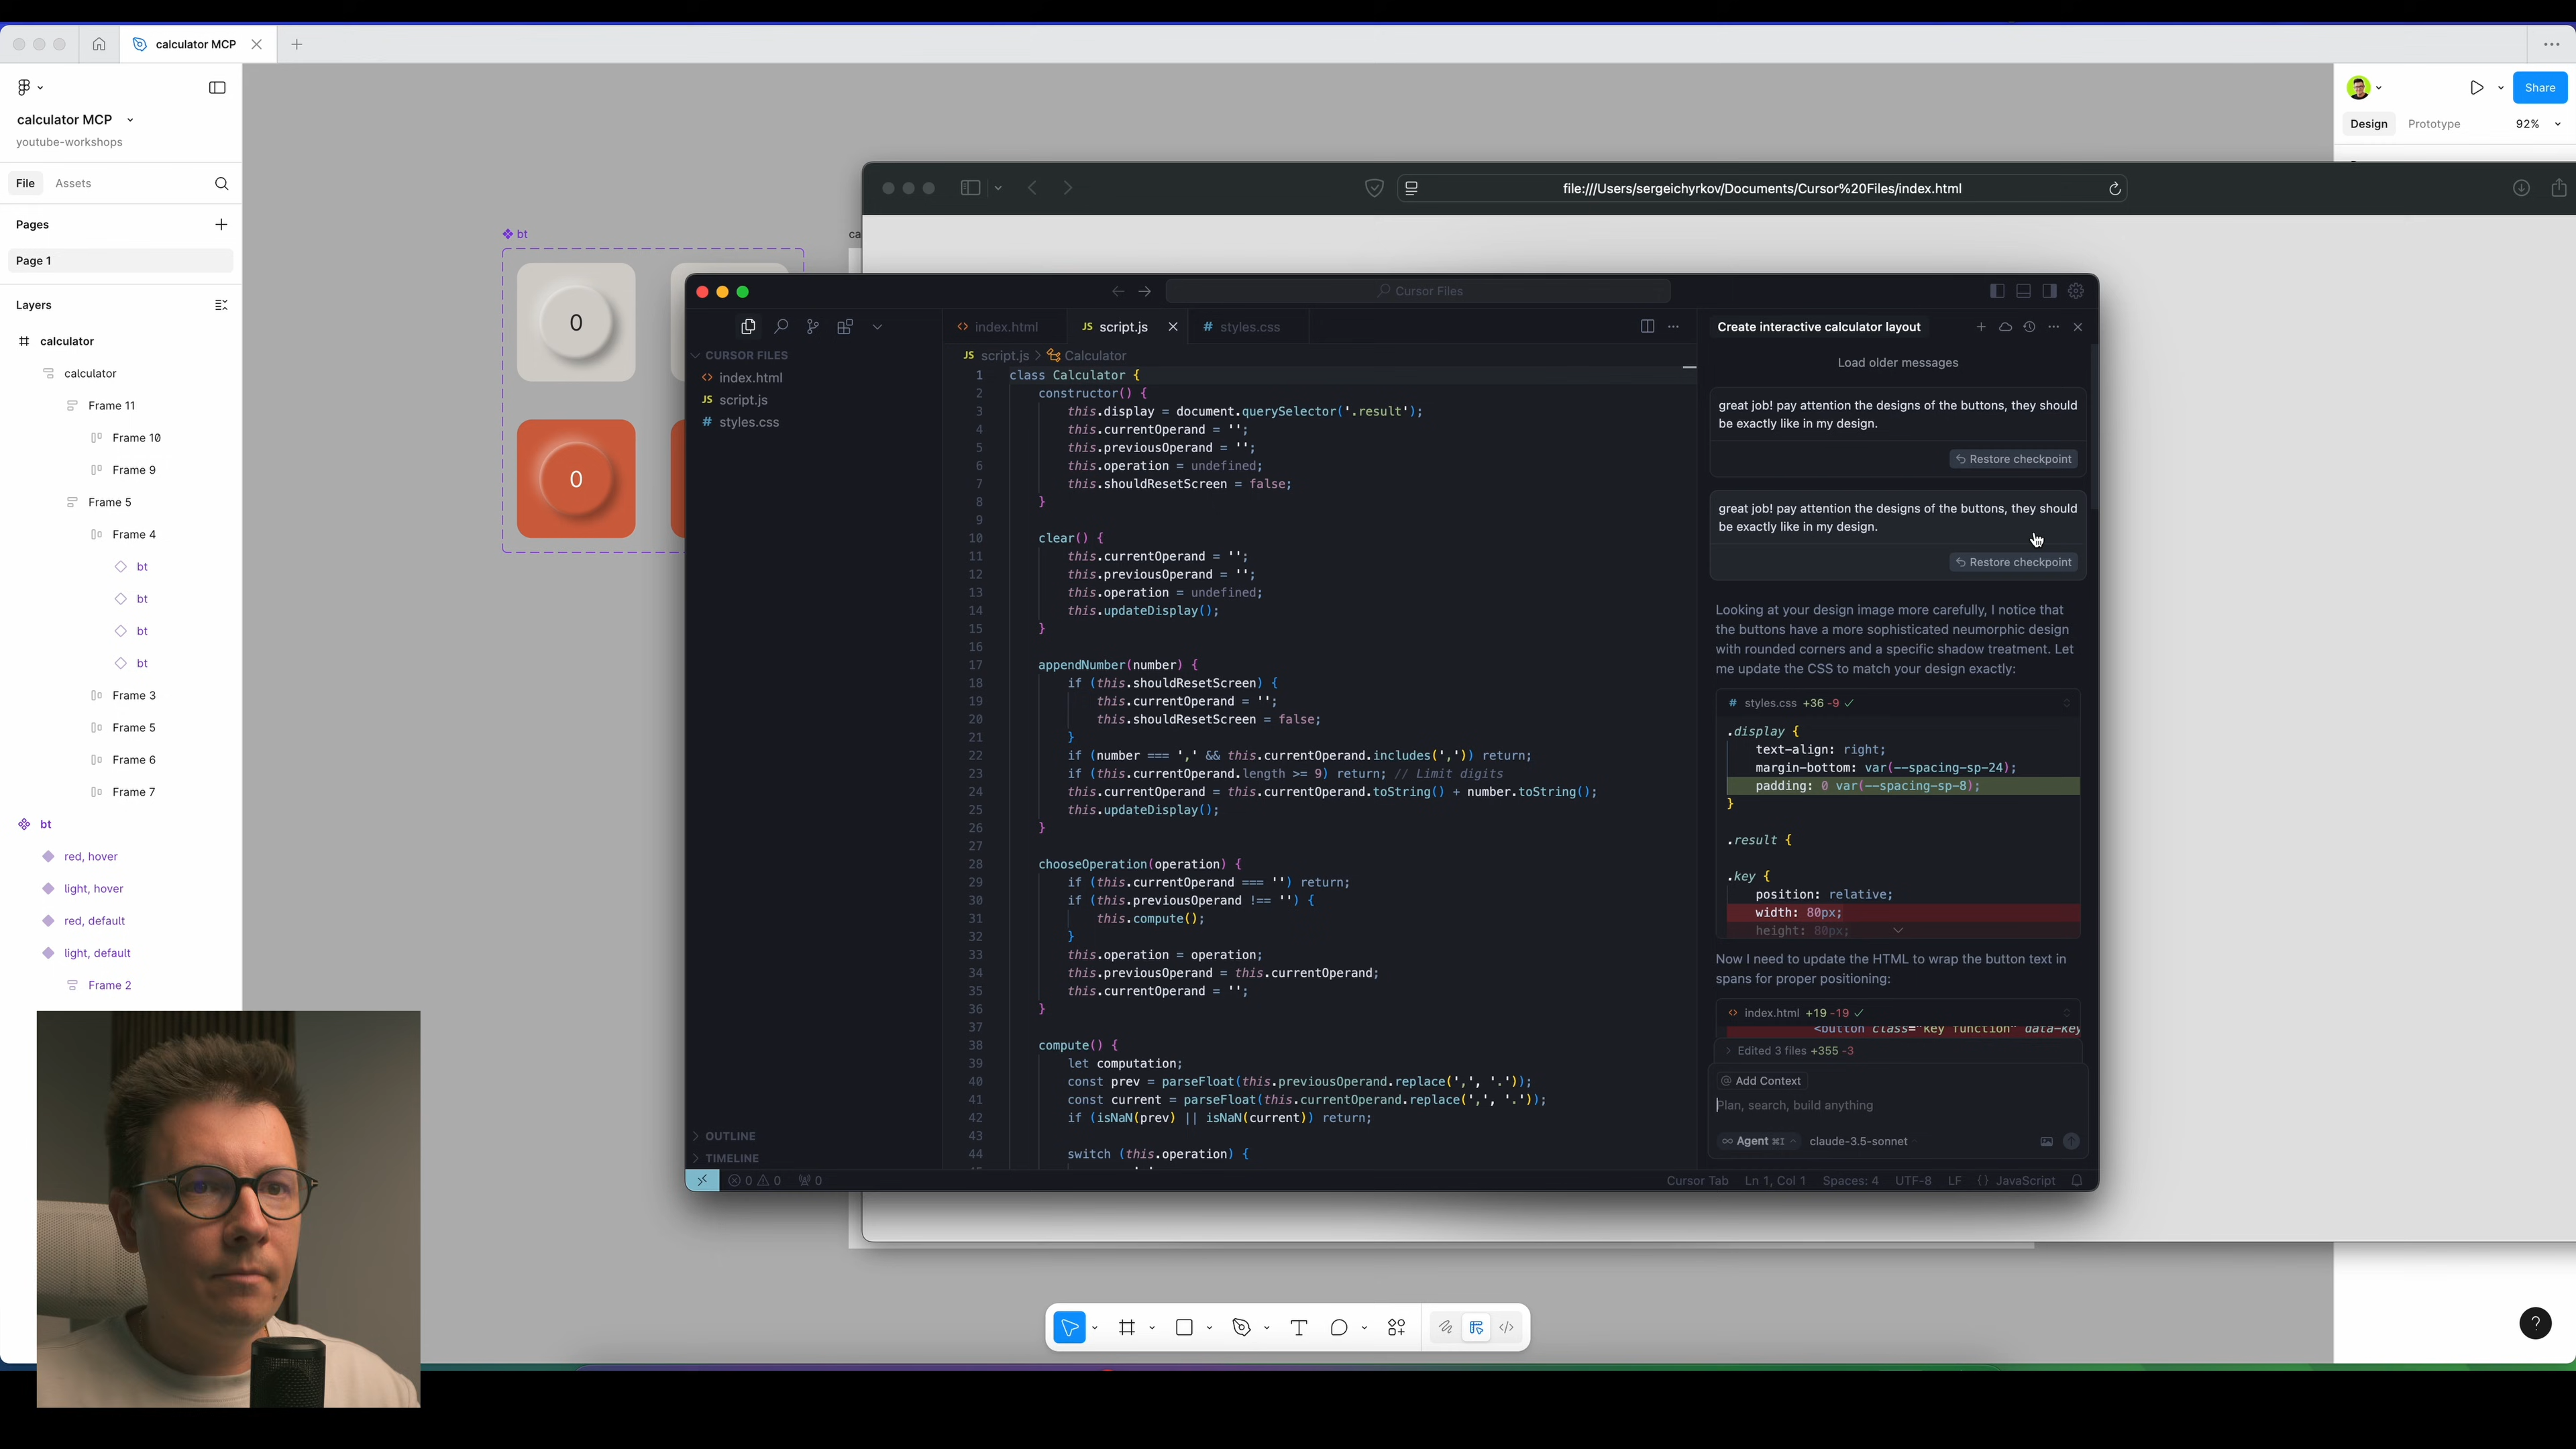 calculator MCP
calculator MCP
youtube-workshops
File
Assets
Pages
Page 1
Layers
calculator
calculator
Frame 11
Frame 10
Frame 9
Frame 5
Frame 4
bt
bt
bt
bt
Frame 3
Frame 5
Frame 6
Frame 7
bt
red, hover
light, hover
red, default
light, default
Frame 2
bt
ca
0
0
Share
Design
Prototype
92%
file:///Users/sergeichyrkov/Documents/Cursor%20Files/index.html
Cursor Files
CURSOR FILES
<> index.html
JS script.js
# styles.css
OUTLINE
TIMELINE
<> index.html
JS script.js
# styles.css
JS script.js > Calculator
1 class Calculator {
2 constructor() {
3 this.display = document.querySelector('.result');
4 this.currentOperand = '';
5 this.previousOperand = '';
6 this.operation = undefined;
7 this.shouldResetScreen = false;
8 }
9
10 clear() {
11 this.currentOperand = '';
12 this.previousOperand = '';
13 this.operation = undefined;
14 this.updateDisplay();
15 }
16
17 appendNumber(number) {
18 if (this.shouldResetScreen) {
19 this.currentOperand = '';
20 this.shouldResetScreen = false;
21 }
22 if (number === ',' && this.currentOperand.includes(',')) return;
23 if (this.currentOperand.length >= 9) return; // Limit digits
24 this.currentOperand = this.currentOperand.toString() + number.toString();
25 this.updateDisplay();
26 }
27
28 chooseOperation(operation) {
29 if (this.currentOperand === '') return;
30 if (this.previousOperand !== '') {
31 this.compute();
32 }
33 this.operation = operation;
34 this.previousOperand = this.currentOperand;
35 this.currentOperand = '';
36 }
37
38 compute() {
39 let computation;
40 const prev = parseFloat(this.previousOperand.replace(',', '.'));
41 const current = parseFloat(this.currentOperand.replace(',', '.'));
42 if (isNaN(prev) || isNaN(current)) return;
43
44 switch (this.operation) {
Create interactive calculator layout
Load older messages
great job! pay attention the designs of the buttons, they should
be exactly like in my design.
Restore checkpoint
great job! pay attention the designs of the buttons, they should
be exactly like in my design.
Restore checkpoint
Looking at your design image more carefully, I notice that
the buttons have a more sophisticated neumorphic design
with rounded corners and a specific shadow treatment. Let
me update the CSS to match your design exactly:
# styles.css +36 -9
.display {
text-align: right;
margin-bottom: var(--spacing-sp-24);
padding: 0 var(--spacing-sp-8);
}
.result {
.key {
position: relative;
width: 80px;
height: 80px;
Now I need to update the HTML to wrap the button text in
spans for proper positioning:
<> index.html +19 -19
<button class="key function" data-key
Edited 3 files +355 -3
@ Add Context
Plan, search, build anything
Agent ⌘I
claude-3.5-sonnet
0 0 0
Cursor Tab
Ln 1, Col 1
Spaces: 4
UTF-8
LF
{} JavaScript
?